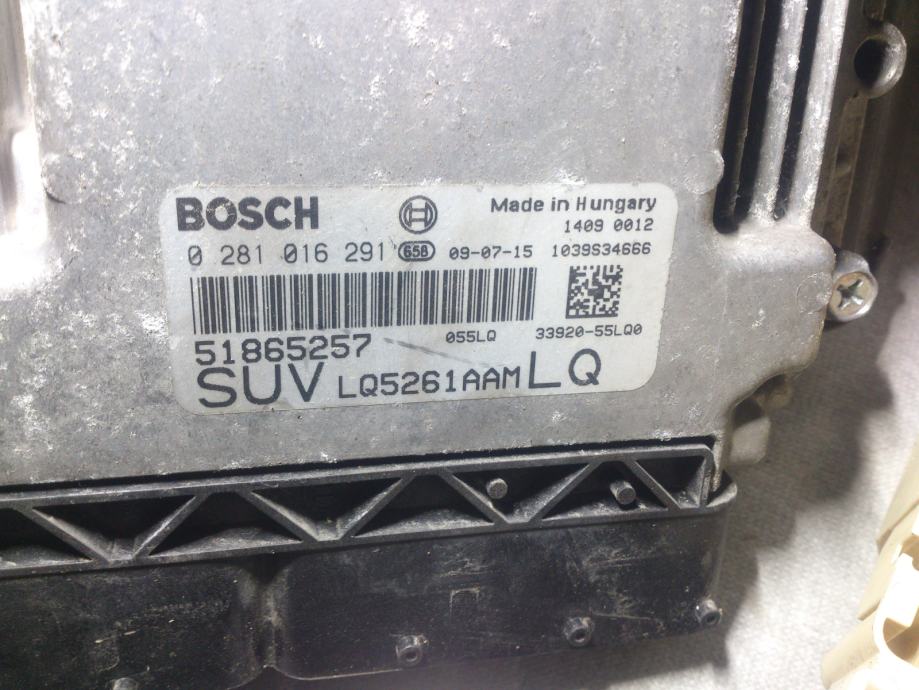 BOSCH Made in Hungary
1409 0012
0 281 016 291 658 09-07-15 1039S34666
055LQ 33920-55LQ0
51865257
SUV LQ5261AAM LQ